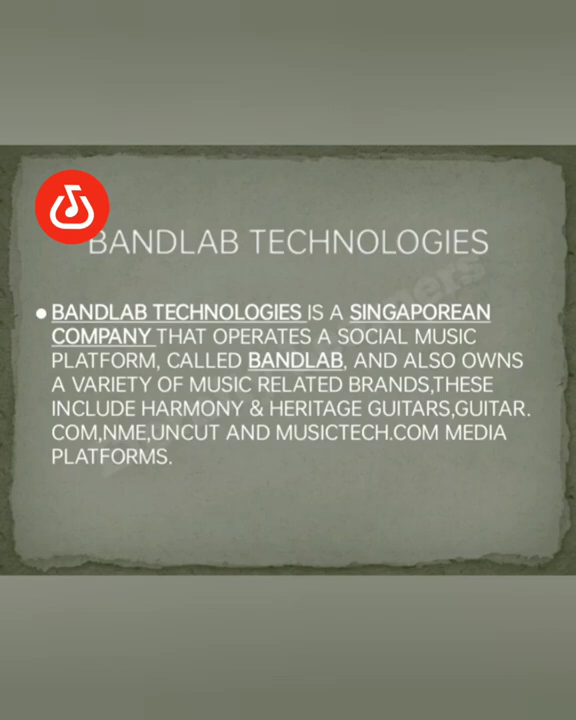 BANDLAB TECHNOLOGIES
BANDLAB TECHNOLOGIES IS A SINGAPOREAN
COMPANY THAT OPERATES A SOCIAL MUSIC
PLATFORM, CALLED BANDLAB, AND ALSO OWNS
A VARIETY OF MUSIC RELATED BRANDS,THESE
INCLUDE HARMONY & HERITAGE GUITARS,GUITAR.
COM,NME,UNCUT AND MUSICTECH.COM MEDIA
PLATFORMS.